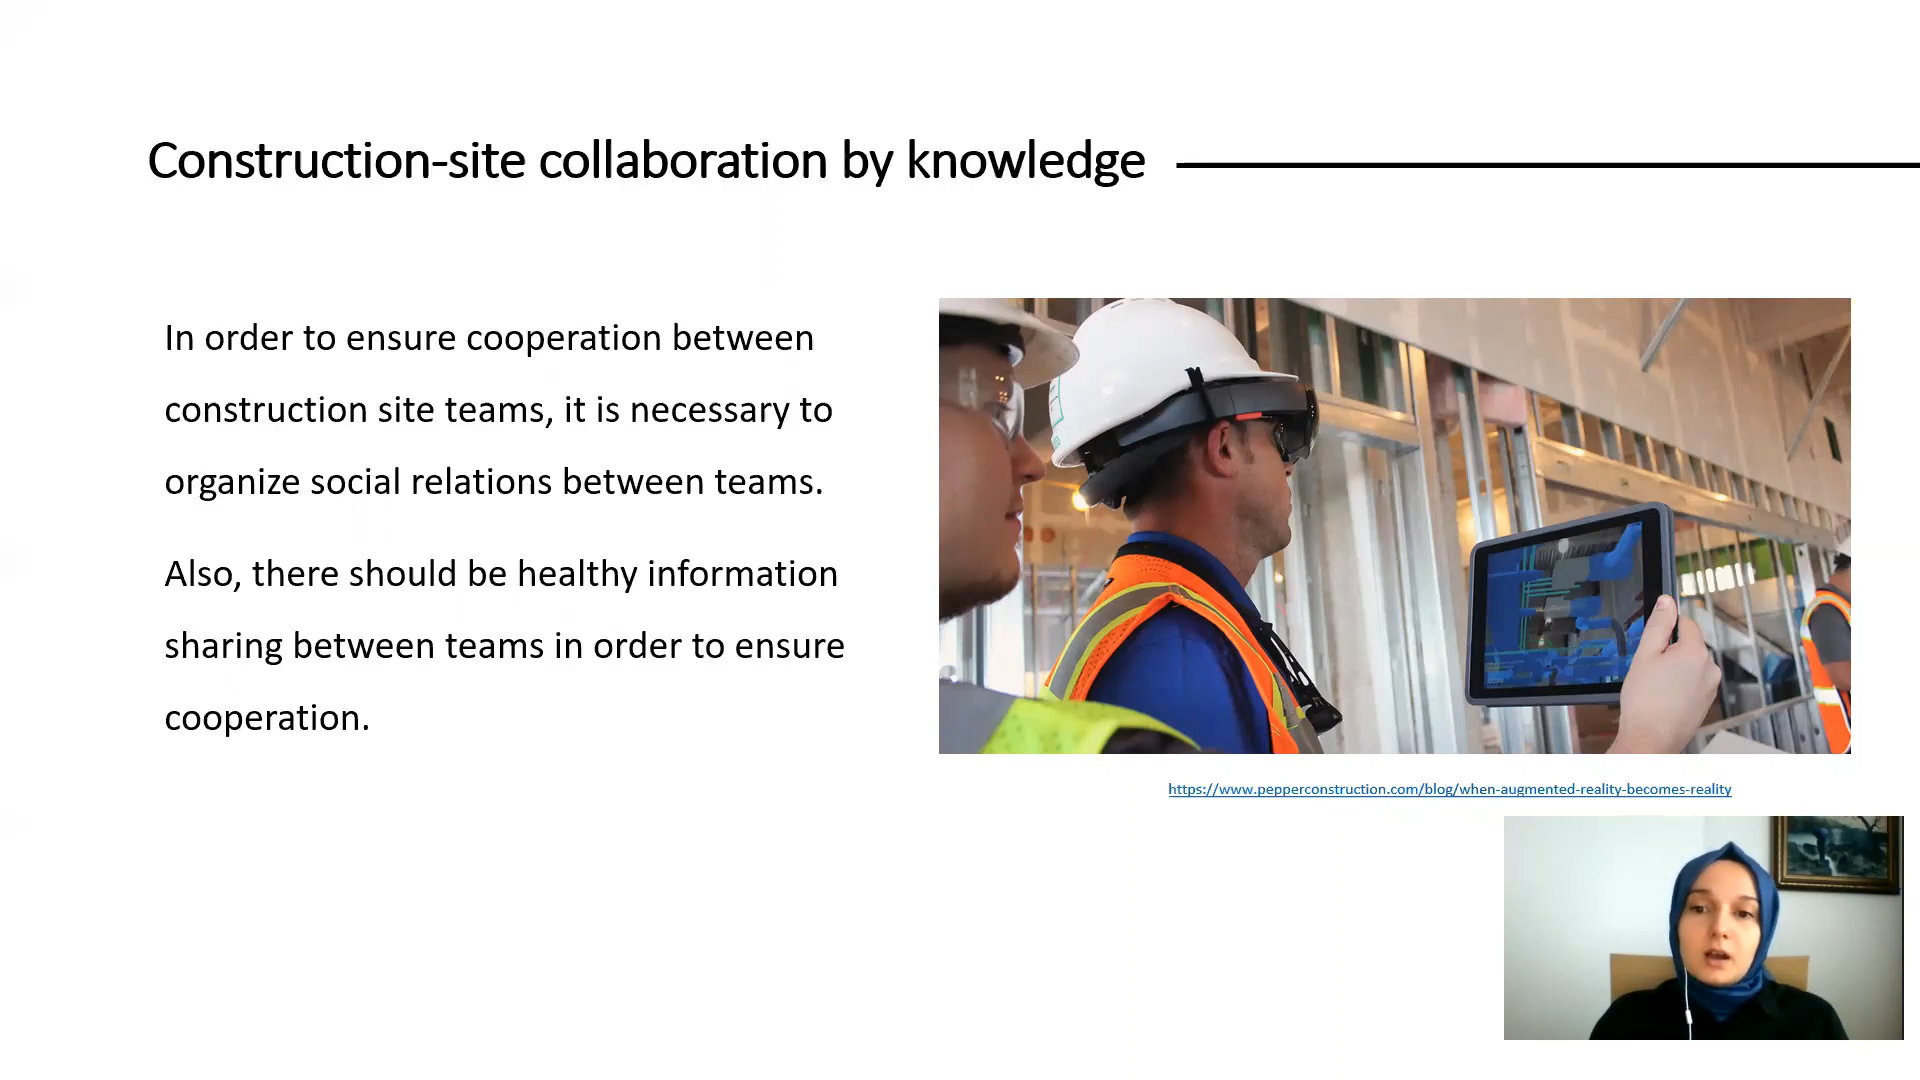 Construction-site collaboration by knowledge
In order to ensure cooperation between
construction site teams, it is necessary to
organize social relations between teams.
Also, there should be healthy information
sharing between teams in order to ensure
cooperation.
https://www.pepperconstruction.com/blog/when-augmented-reality-becomes-reality